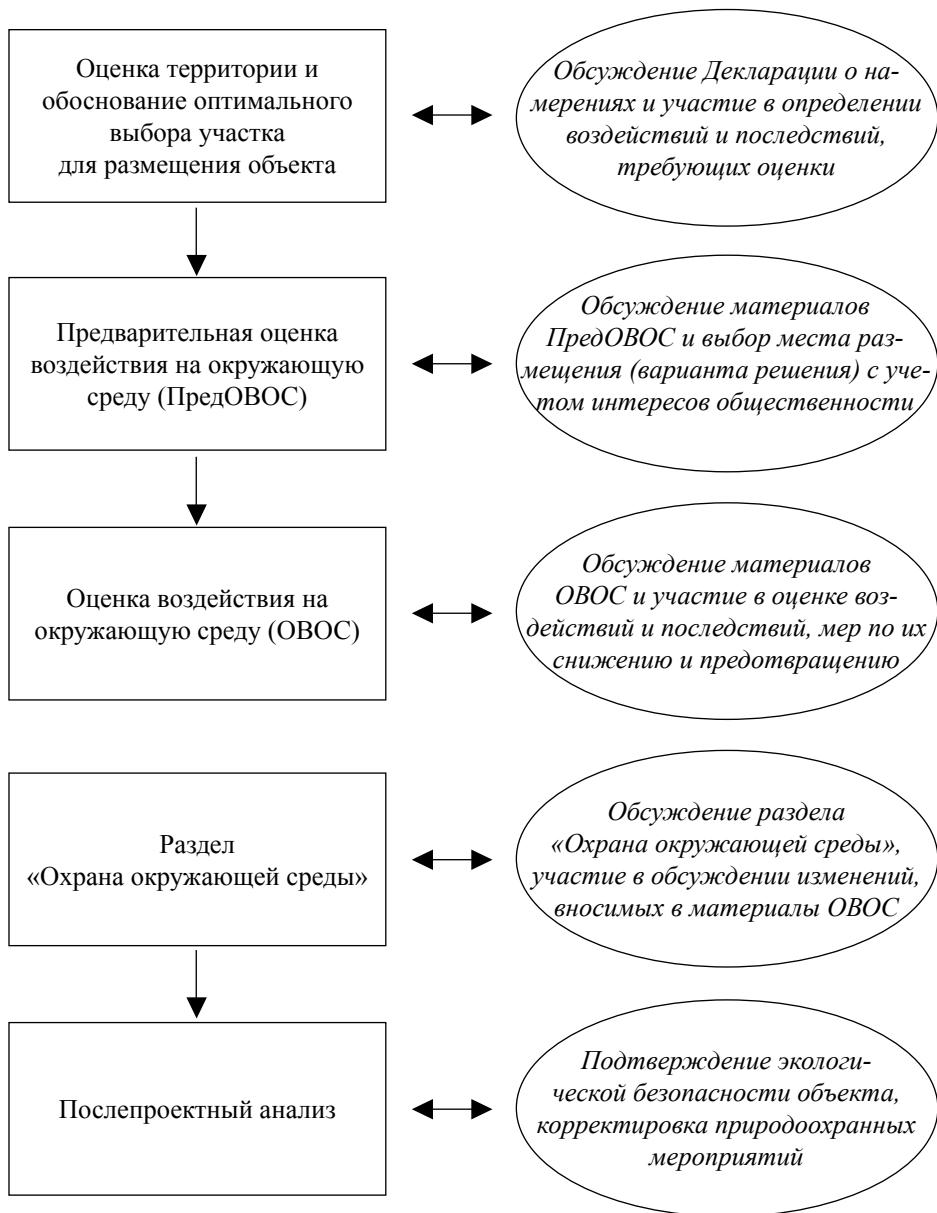 Оценка территории и
обоснование оптимального
выбора участка
для размещения объекта
Обсуждение Декларации о на-
мерениях и участие в определении
воздействий и последствий,
требующих оценки
Предварительная оценка
воздействия на окружающую
среду (ПредОВОС)
Обсуждение материалов
ПредОВОС и выбор места раз-
мещения (варианта решения) с уче-
том интересов общественности
Оценка воздействия на
окружающую среду (ОВОС)
Обсуждение материалов
ОВОС и участие в оценке воз-
действий и последствий, мер по их
снижению и предотвращению
Раздел
«Охрана окружающей среды»
Обсуждение раздела
«Охрана окружающей среды»,
участие в обсуждении изменений,
вносимых в материалы ОВОС
Послепроектный анализ
Подтверждение экологи-
ческой безопасности объекта,
корректировка природоохранных
мероприятий